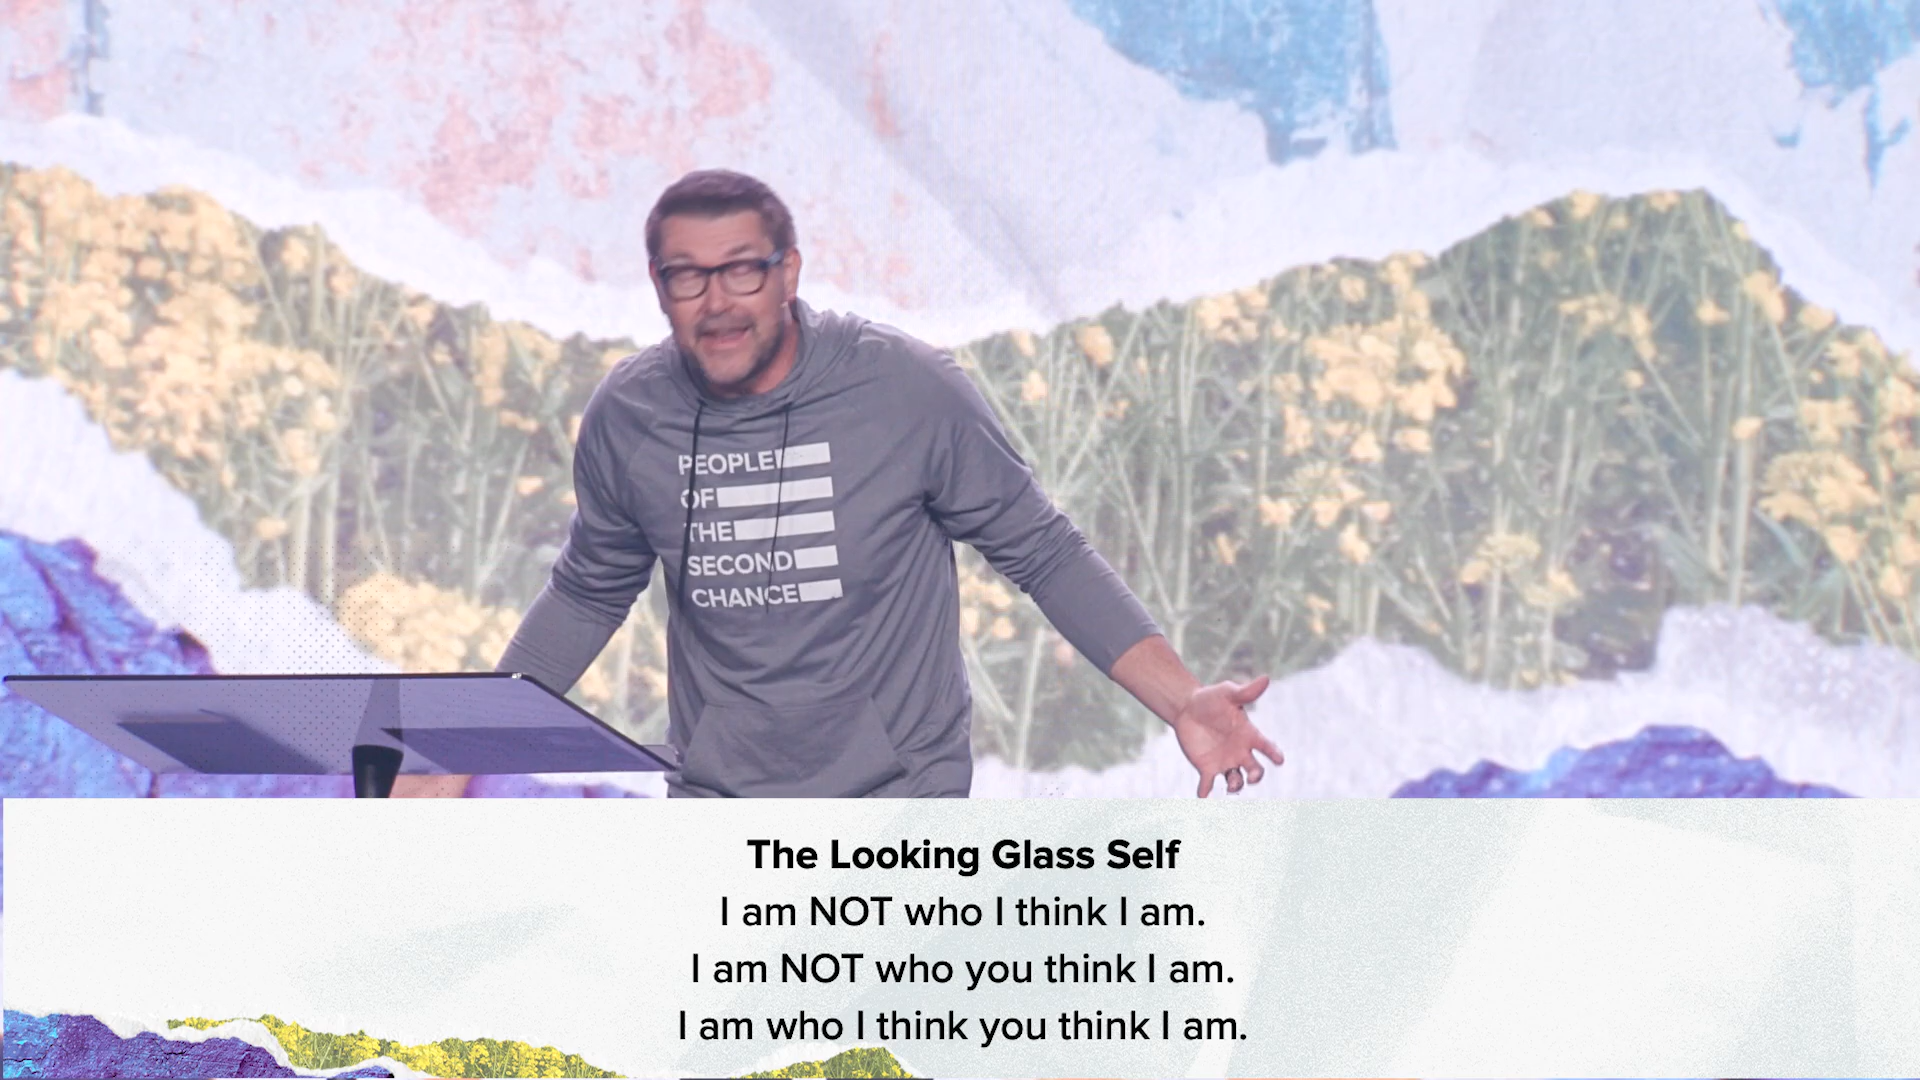 PEOPLE
OF
THE
SECOND
CHANCE
The Looking Glass Self
I am NOT who I think I am.
I am NOT who you think I am.
I am who I think you think I am.